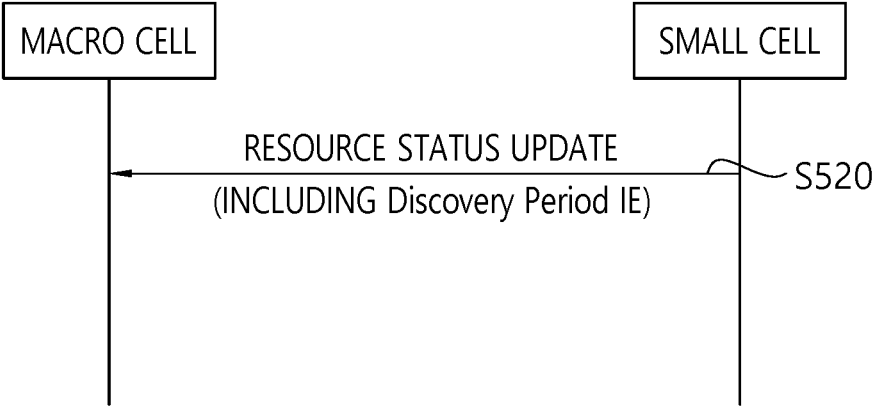 MACRO CELL
SMALL CELL
RESOURCE STATUS UPDATE
(INCLUDING Discovery Period IE)
S520